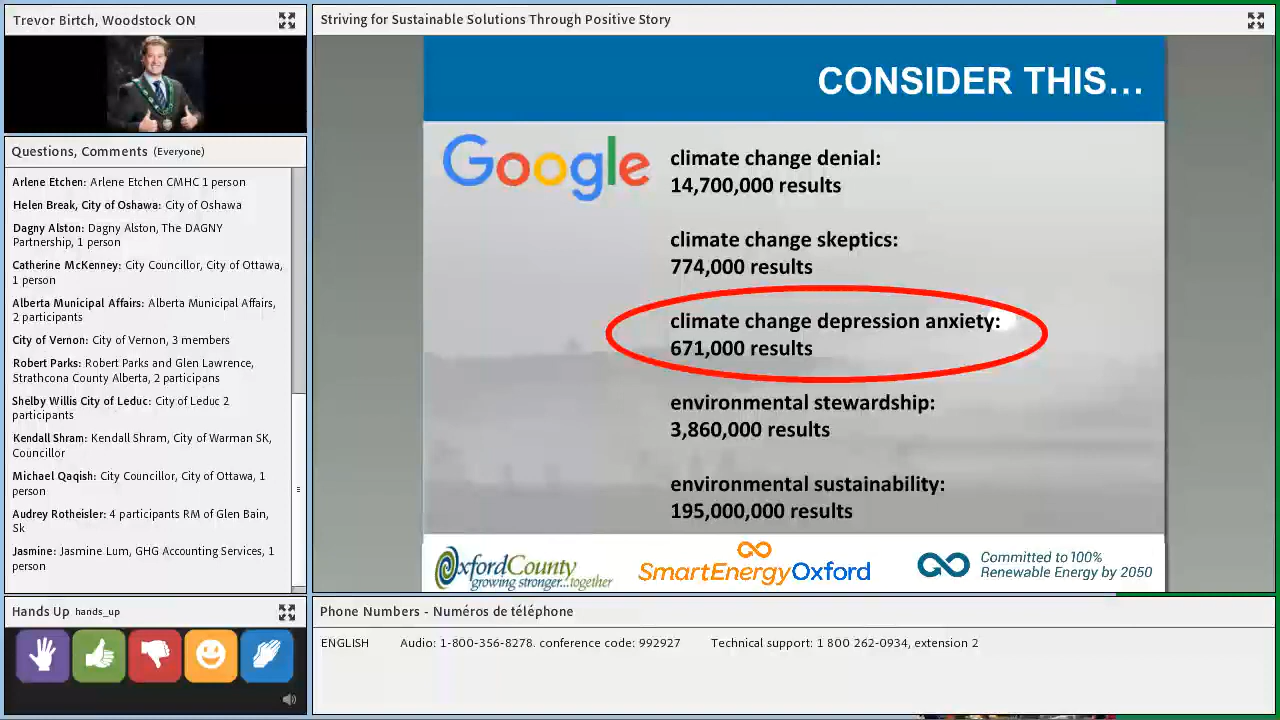 Trevor Birtch, Woodstock ON
Questions, Comments (Everyone)
Arlene Etchen: Arlene Etchen CMHC 1 person
Helen Break, City of Oshawa: City of Oshawa
Dagny Alston: Dagny Alston, The DAGNY
Partnership, 1 person
Catherine McKenney: City Councillor, City of Ottawa,
1 person
Alberta Municipal Affairs: Alberta Municipal Affairs,
2 participants
City of Vernon: City of Vernon, 3 members
Robert Parks: Robert Parks and Glen Lawrence,
Strathcona County Alberta, 2 particpans
Shelby Willis City of Leduc: City of Leduc 2
participants
Kendall Shram: Kendall Shram, City of Warman SK,
Councillor
Michael Qaqish: City Councillor, City of Ottawa, 1
person
Audrey Rotheisler: 4 participants RM of Glen Bain,
Sk
Jasmine: Jasmine Lum, GHG Accounting Services, 1
person
Hands Up hands_up
Striving for Sustainable Solutions Through Positive Story
CONSIDER THIS...
Google
climate change denial:
14,700,000 results
climate change skeptics:
774,000 results
climate change depression anxiety:
671,000 results
environmental stewardship:
3,860,000 results
environmental sustainability:
195,000,000 results
OxfordCounty
growing stronger...together
SmartEnergyOxford
Committed to 100%
Renewable Energy by 2050
Phone Numbers - Numéros de téléphone
ENGLISH Audio: 1-800-356-8278. conference code: 992927 Technical support: 1 800 262-0934, extension 2